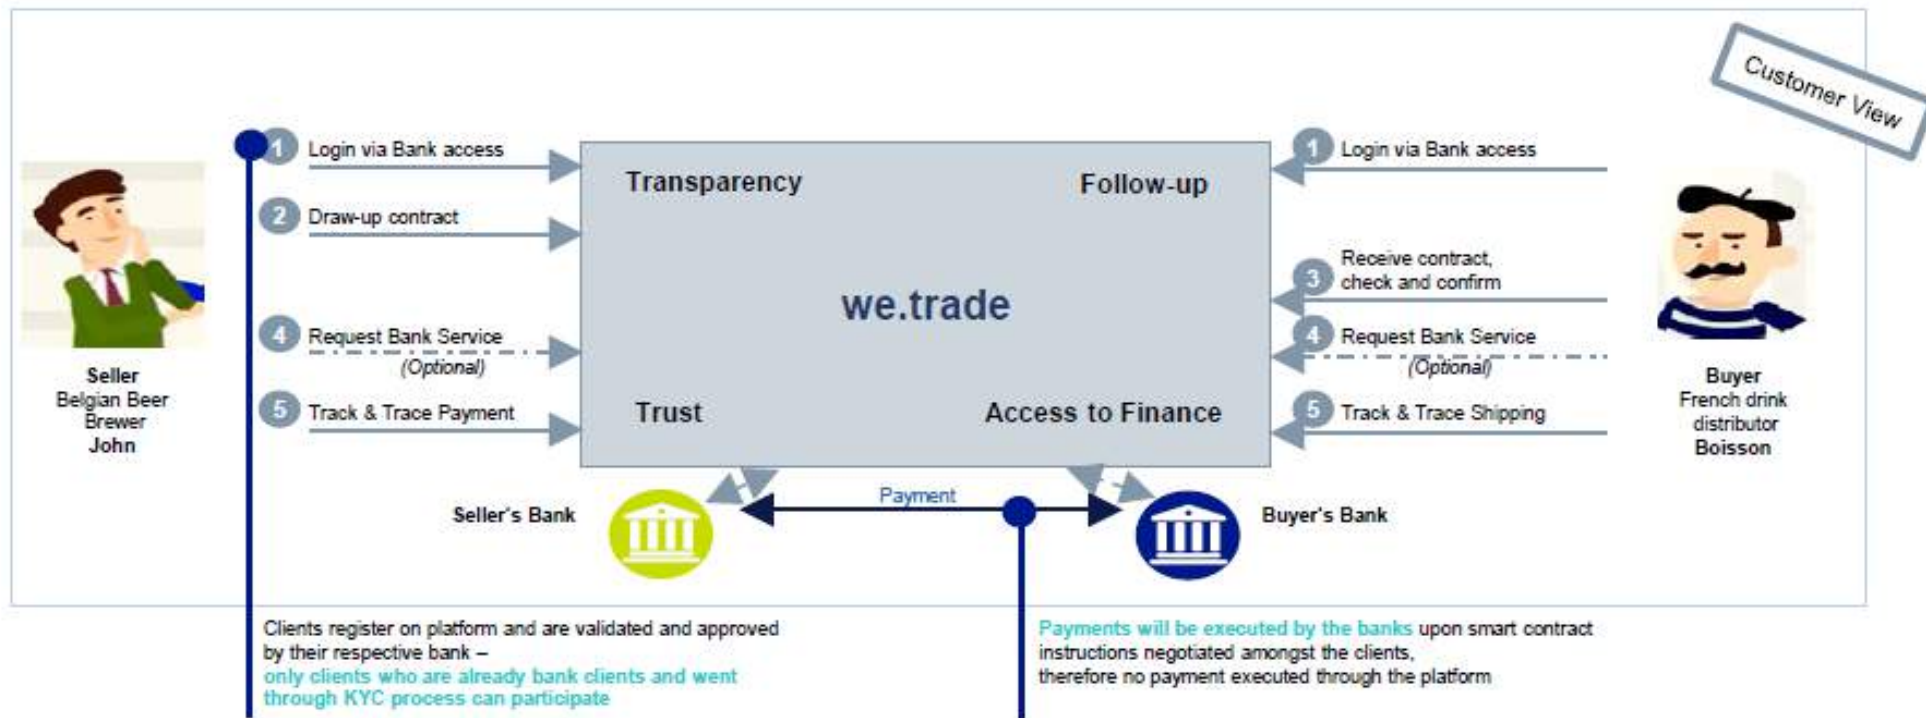 Customer View
1 Login via Bank access
2 Draw-up contract
4 Request Bank Service
(Optional)
5 Track & Trace Payment
Seller
Belgian Beer
Brewer
John
Transparency
Follow-up
we.trade
Trust
Access to Finance
1 Login via Bank access
3 Receive contract,
check and confirm
4 Request Bank Service
(Optional)
5 Track & Trace Shipping
Buyer
French drink
distributor
Boisson
Seller's Bank
Payment
Buyer's Bank
Clients register on platform and are validated and approved
by their respective bank –
only clients who are already bank clients and went
through KYC process can participate
Payments will be executed by the banks upon smart contract
instructions negotiated amongst the clients,
therefore no payment executed through the platform